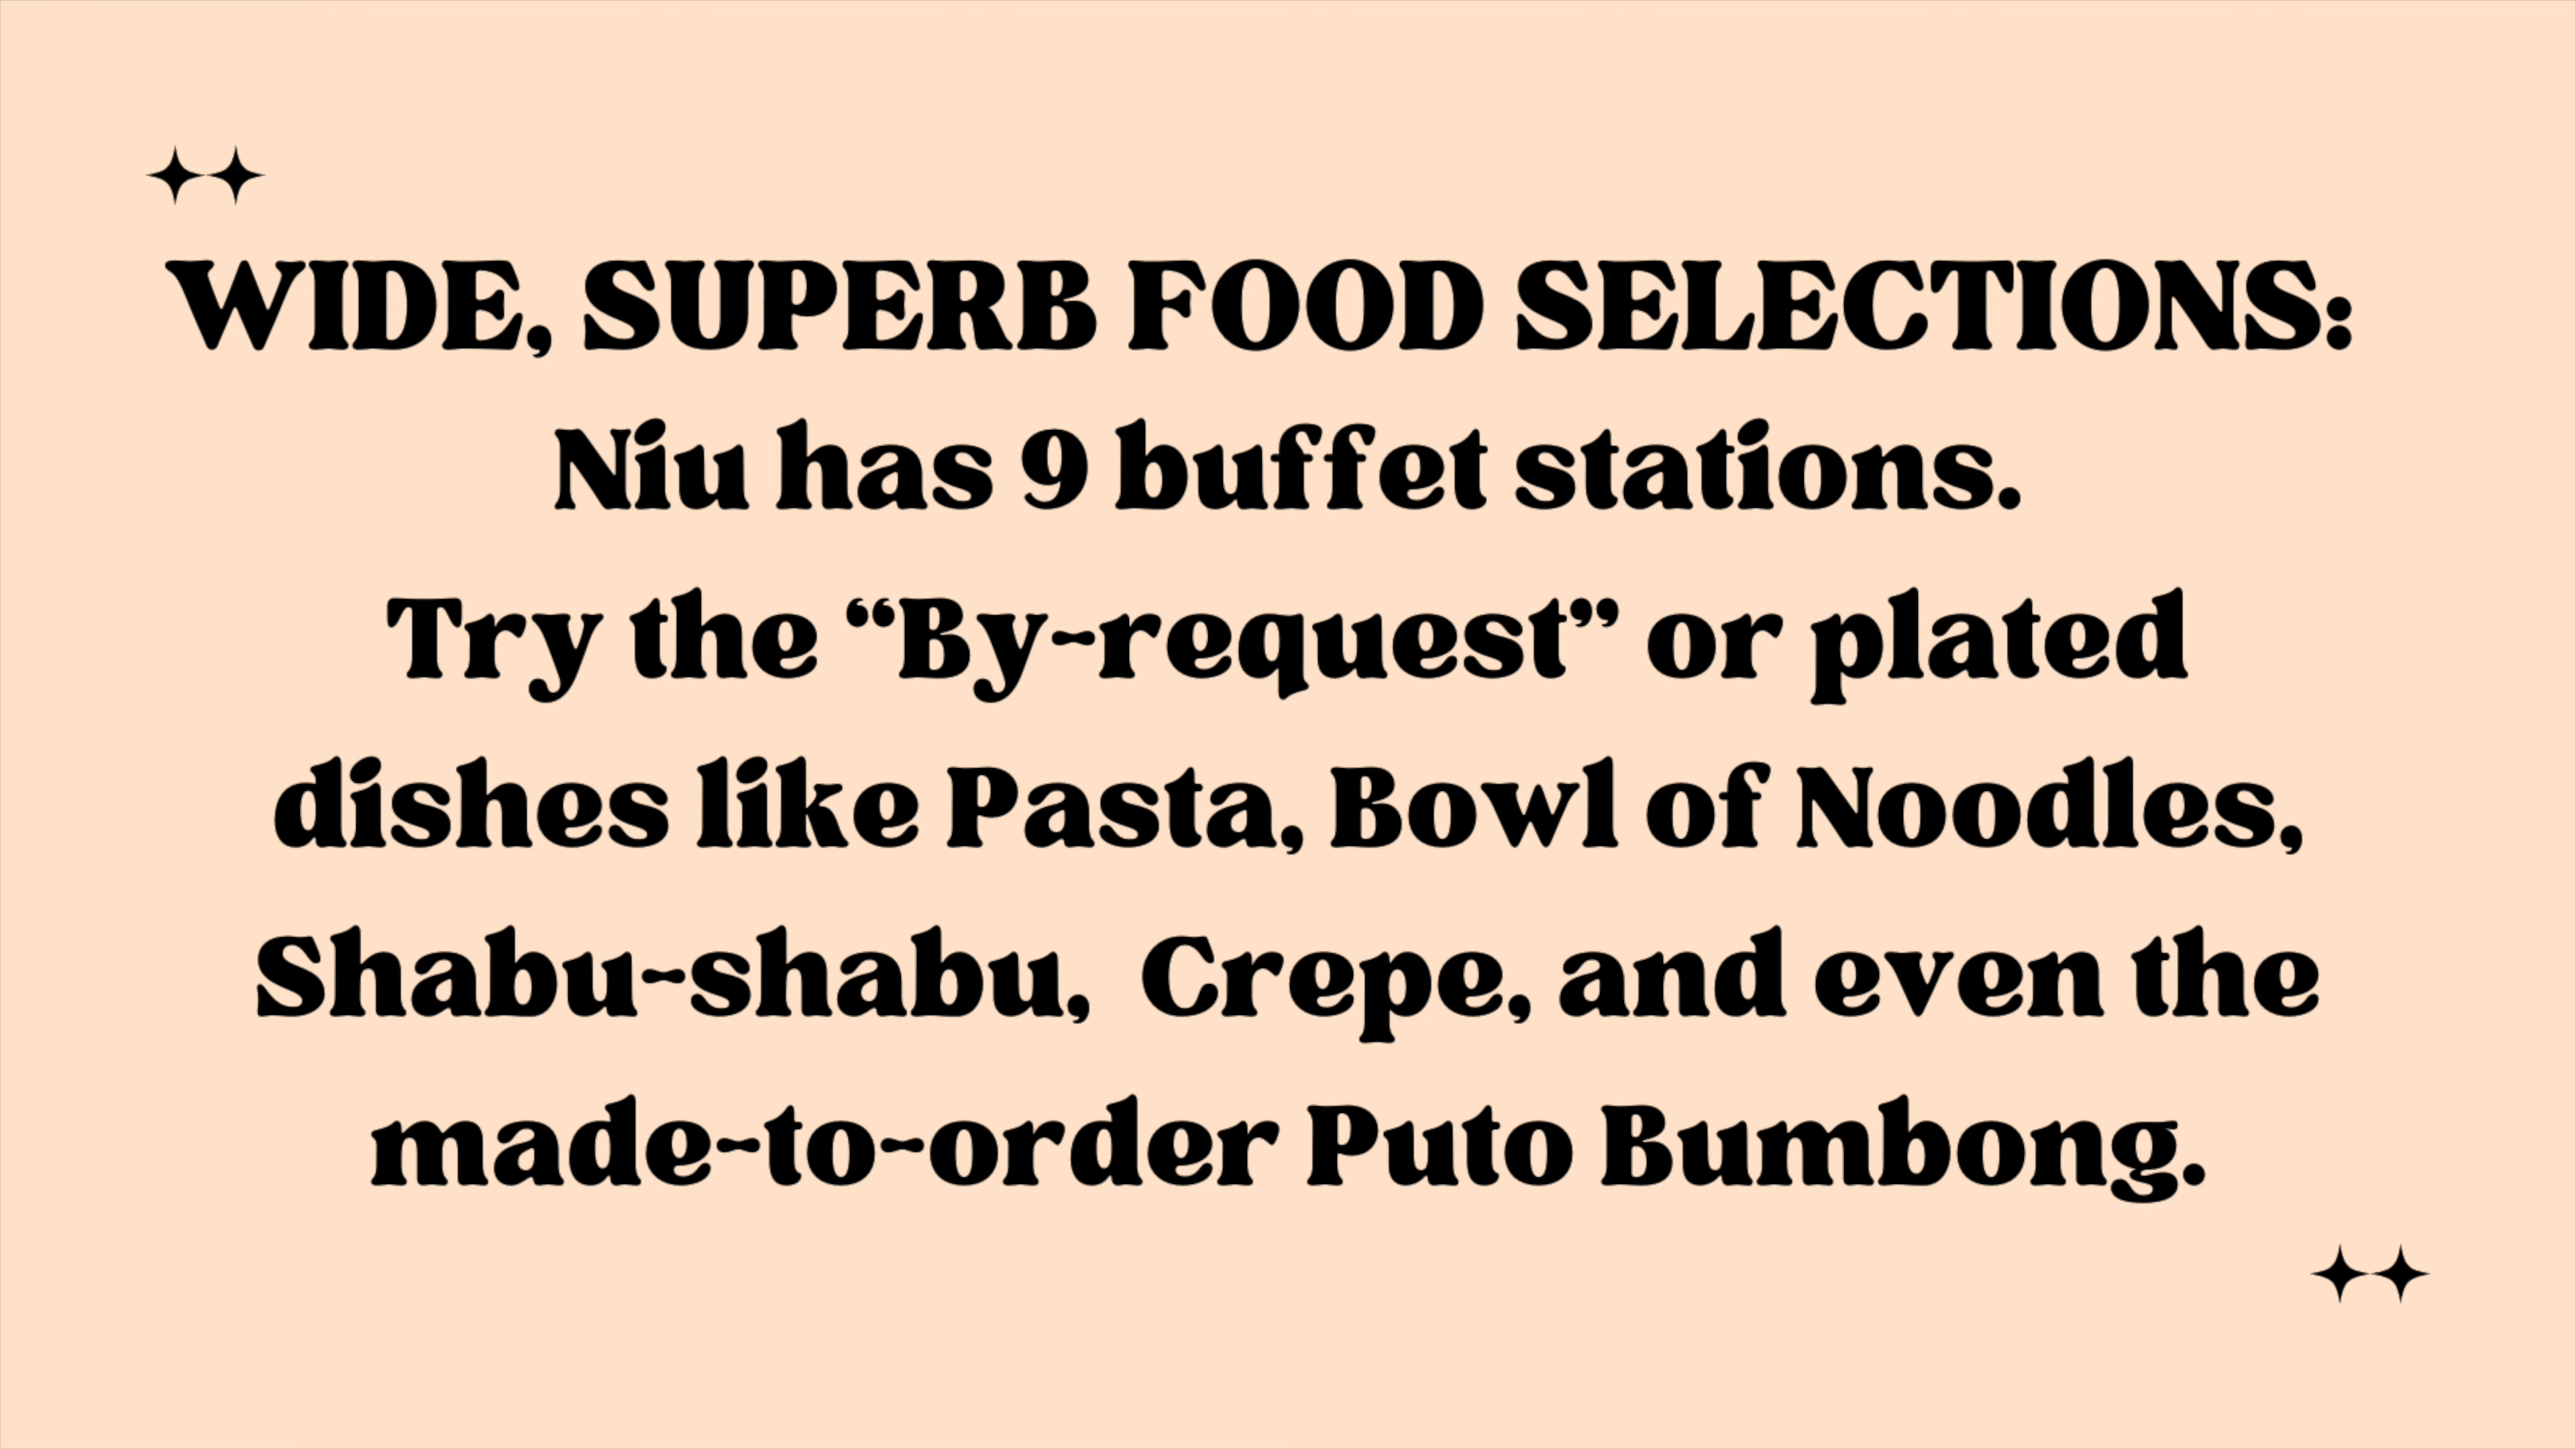 WIDE, SUPERB FOOD SELECTIONS:
Niu has 9 buffet stations.
Try the “By-request” or plated
dishes like Pasta, Bowl of Noodles,
Shabu-shabu,  Crepe, and even the
made-to-order Puto Bumbong.